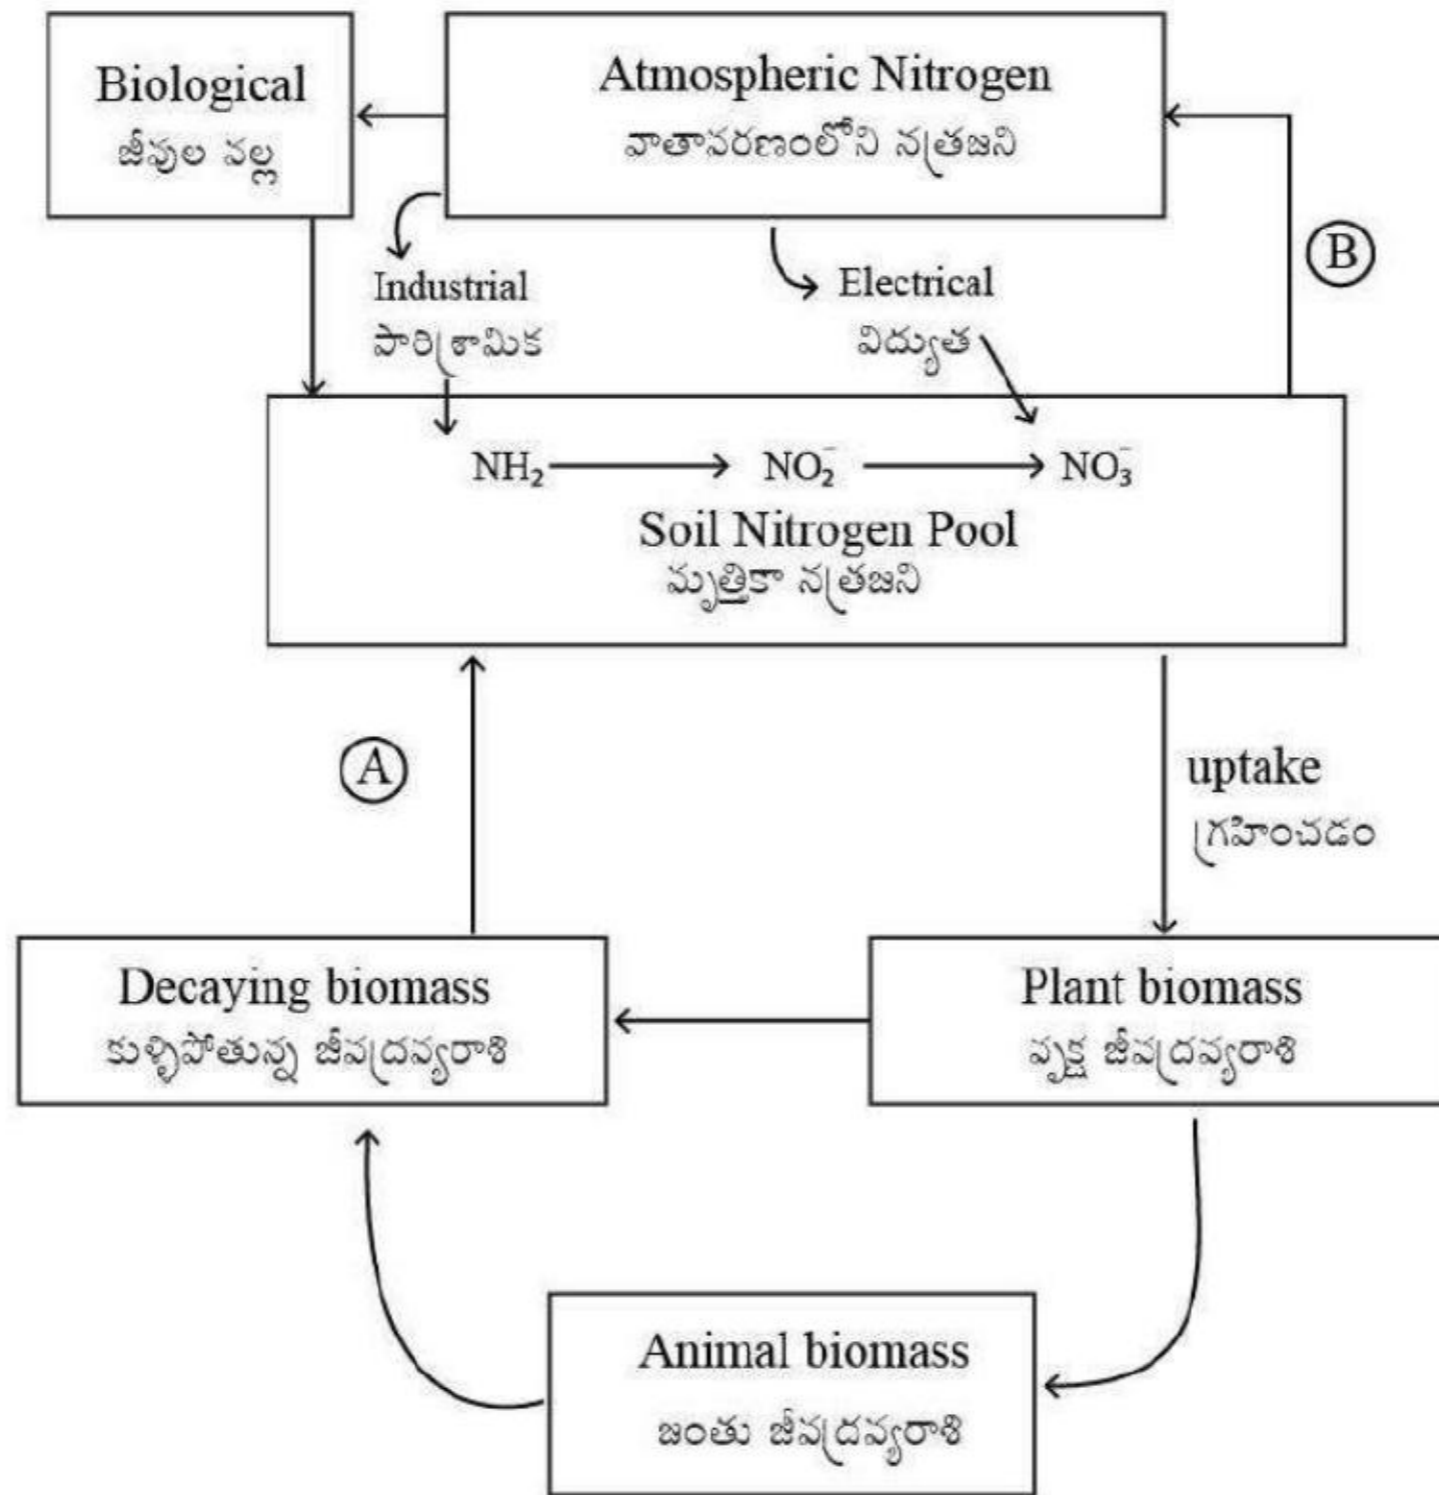 Biological
జీవుల వల్ల
Atmospheric Nitrogen
వాతావరణంలోని నత్రజని
Industrial
పారిశ్రామిక
Electrical
విద్యుత
B
NH₂ NO₂⁻ NO₃⁻
Soil Nitrogen Pool
మృత్తికా నత్రజని
A
uptake
గ్రహించడం
Decaying biomass
కుళ్ళిపోతున్న జీవద్రవ్యరాశి
Plant biomass
వృక్ష జీవద్రవ్యరాశి
Animal biomass
జంతు జీవద్రవ్యరాశి